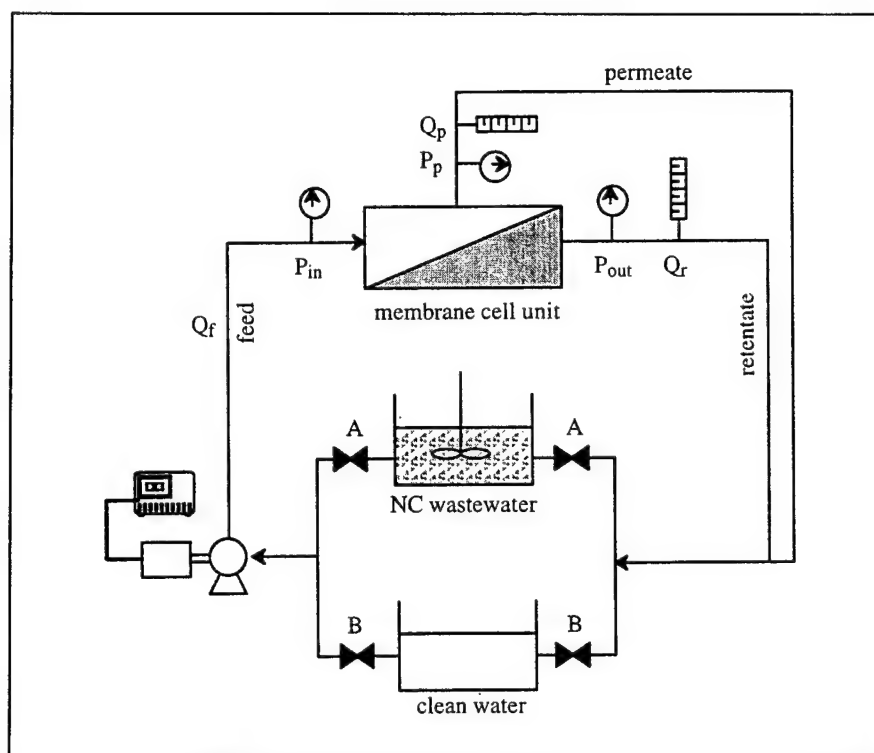 permeate
Qp
Pp
Pin
Pout
Qr
membrane cell unit
Qf
feed
retentate
A
A
NC wastewater
B
B
clean water